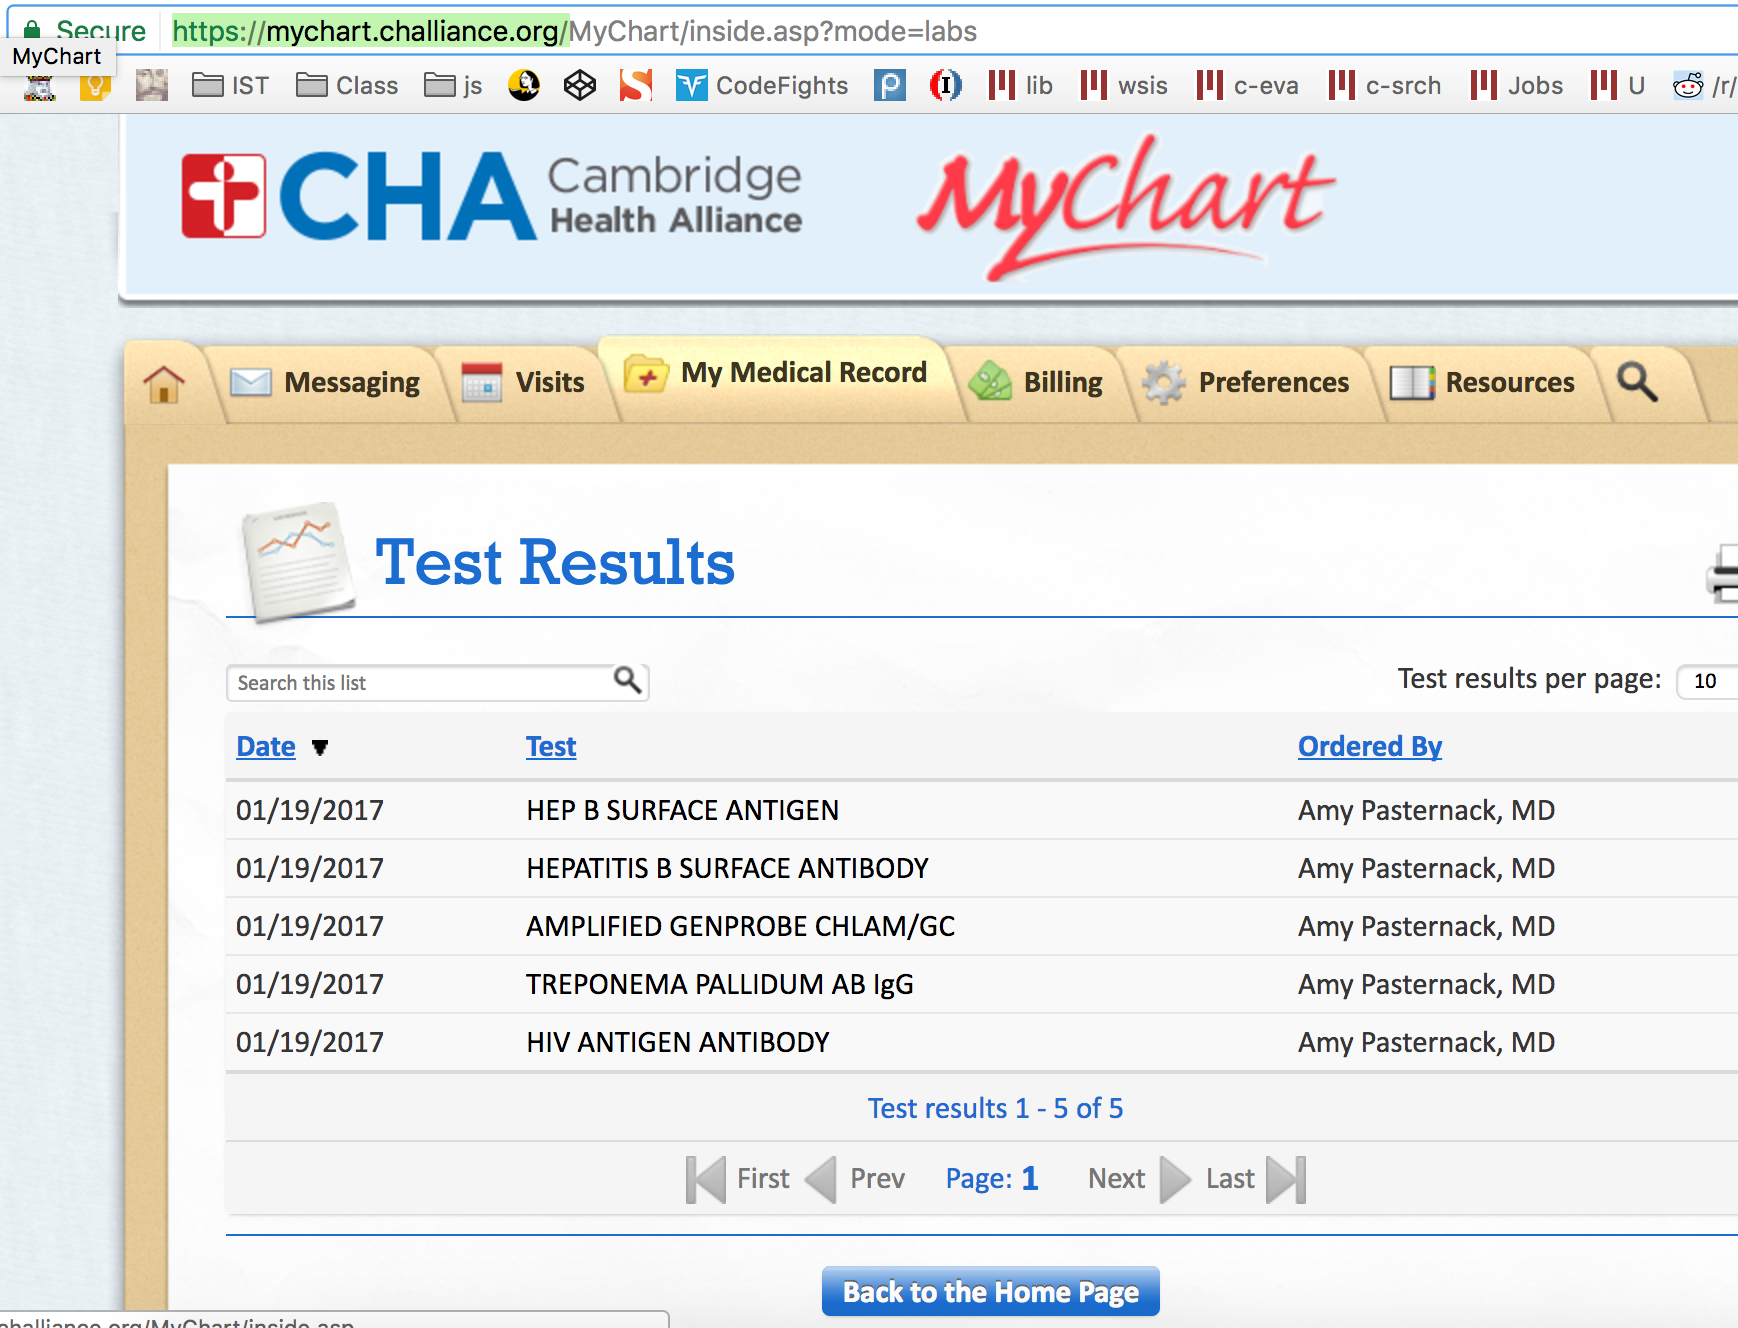 Secure https://mychart.challiance.org/MyChart/inside.asp?mode=labs
MyChart
IST Class js CodeFights lib wsis c-eva c-srch Jobs U /r/
CHA Cambridge Health Alliance MyChart
Messaging Visits My Medical Record Billing Preferences Resources
Test Results
Search this list Test results per page: 10
Date Test Ordered By
01/19/2017 HEP B SURFACE ANTIGEN Amy Pasternack, MD
01/19/2017 HEPATITIS B SURFACE ANTIBODY Amy Pasternack, MD
01/19/2017 AMPLIFIED GENPROBE CHLAM/GC Amy Pasternack, MD
01/19/2017 TREPONEMA PALLIDUM AB IgG Amy Pasternack, MD
01/19/2017 HIV ANTIGEN ANTIBODY Amy Pasternack, MD
Test results 1 - 5 of 5
First Prev Page: 1 Next Last
Back to the Home Page
challiance.org/MyChart/inside.asp